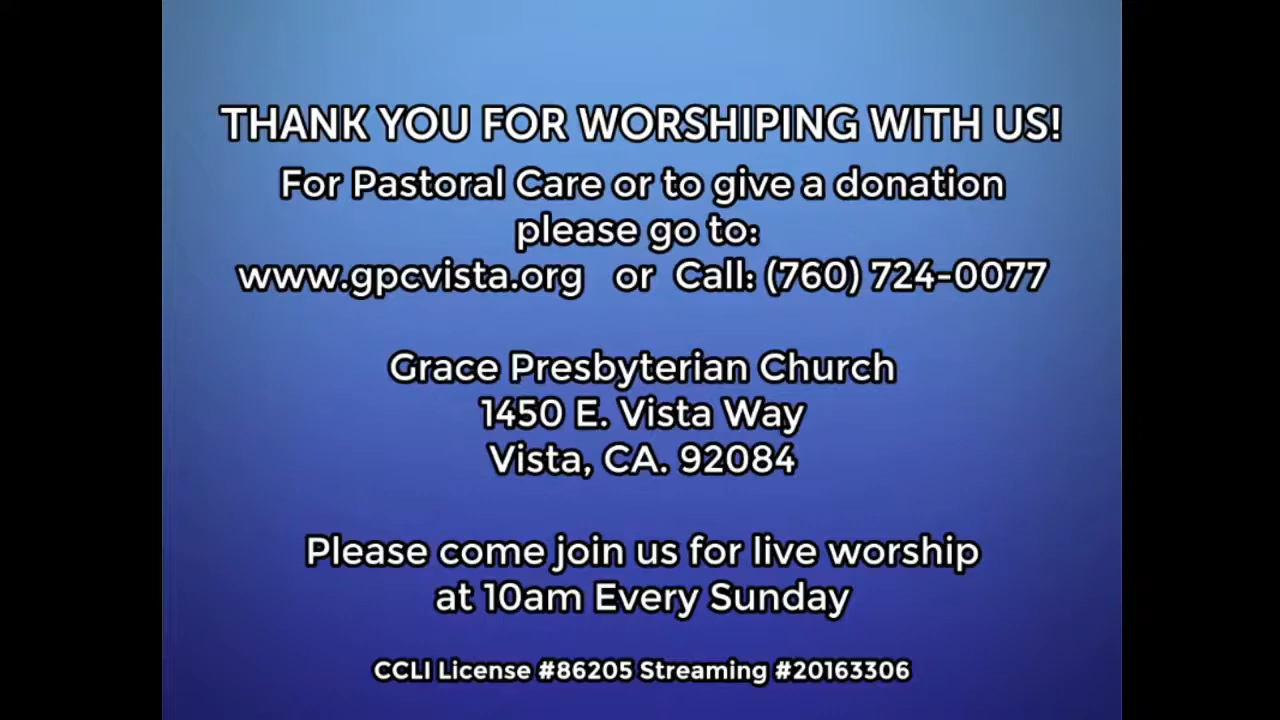 THANK YOU FOR WORSHIPING WITH US!
For Pastoral Care or to give a donation
please go to:
www.gpcvista.org or Call: (760) 724-0077
Grace Presbyterian Church
1450 E. Vista Way
Vista, CA. 92084
Please come join us for live worship
at 10am Every Sunday
CCLI License #86205 Streaming #20163306